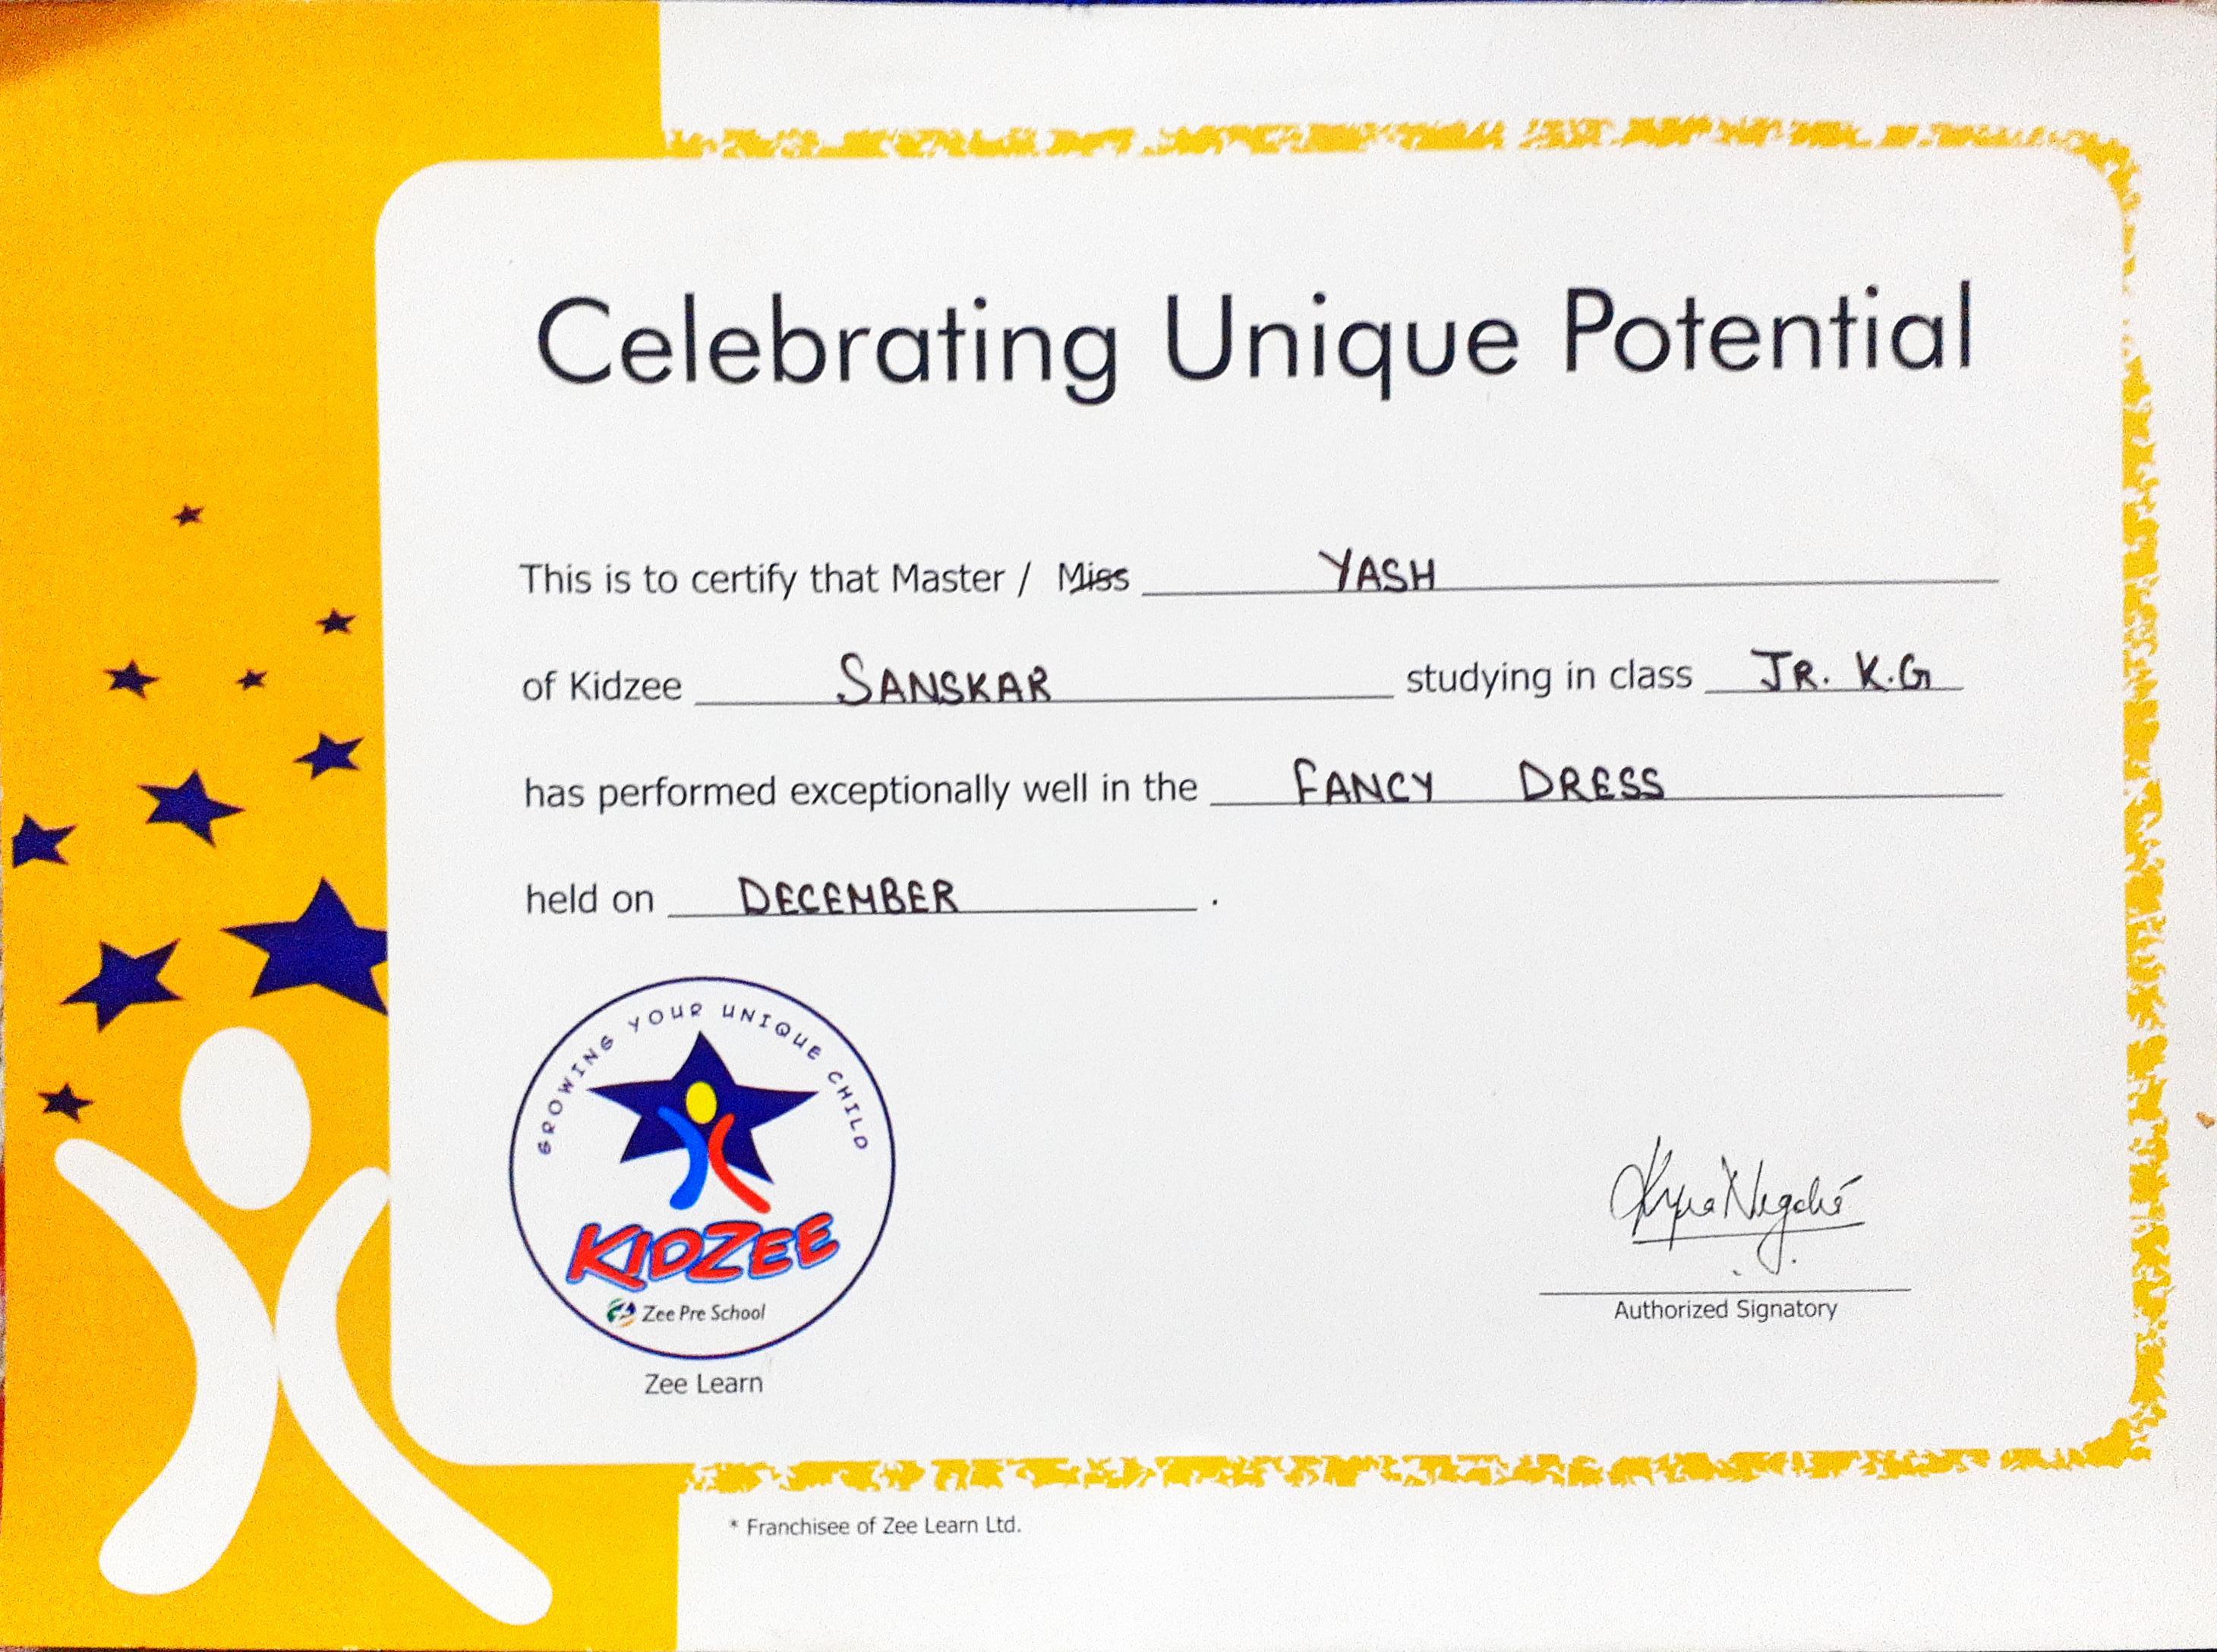 Celebrating Unique Potential
This is to certify that Master / Miss YASH
of Kidzee SANSKAR studying in class JR. K.G
has performed exceptionally well in the FANCY DRESS
held on DECEMBER .
GROWING YOUR UNIQUE CHILD
KIDZEE
Zee Pre School
Zee Learn
Authorized Signatory
* Franchisee of Zee Learn Ltd.